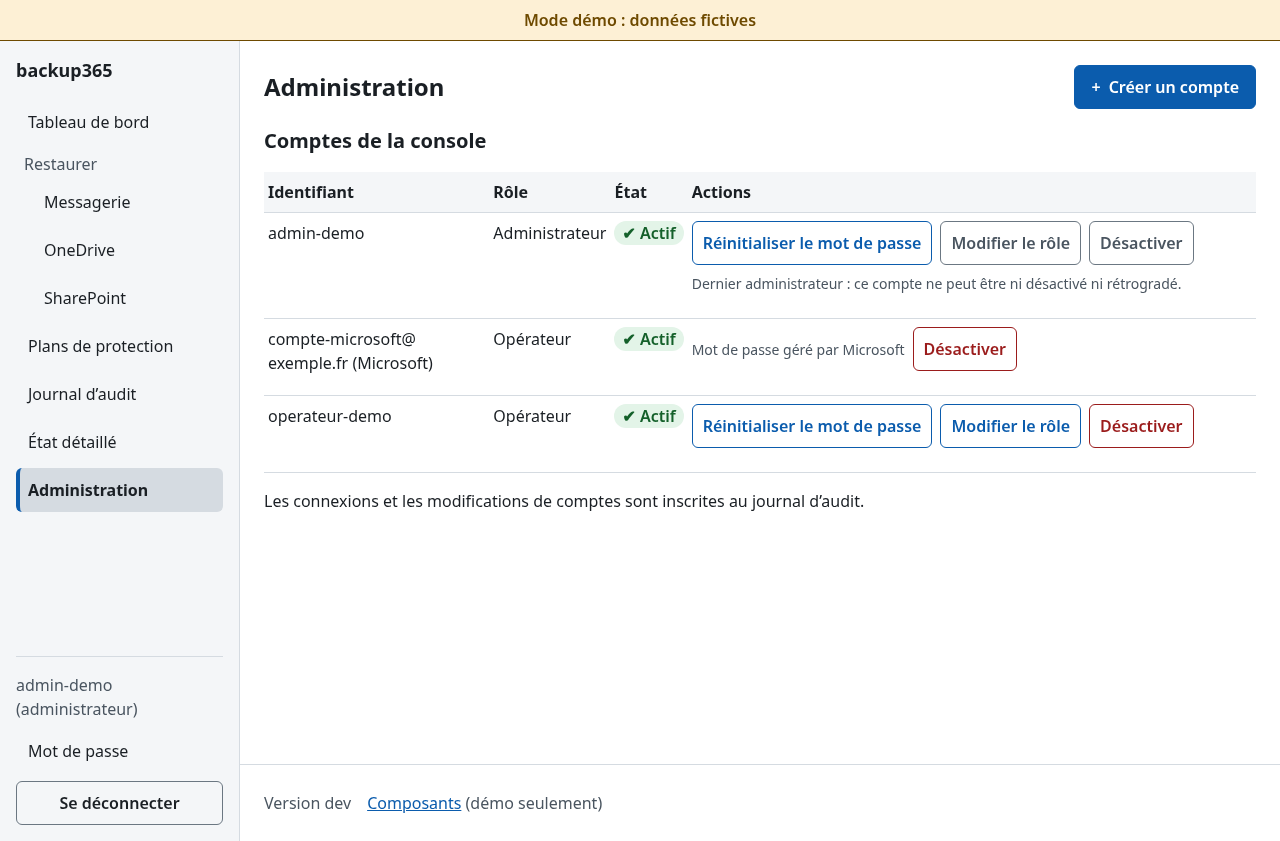 Mode démo : données fictives
backup365
Tableau de bord
Restaurer
Messagerie
OneDrive
SharePoint
Plans de protection
Journal d’audit
État détaillé
Administration
admin-demo
(administrateur)
Mot de passe
Se déconnecter
Administration
+ Créer un compte
Comptes de la console
Identifiant Rôle État Actions
admin-demo Administrateur ✔ Actif Réinitialiser le mot de passe Modifier le rôle Désactiver
Dernier administrateur : ce compte ne peut être ni désactivé ni rétrogradé.
compte-microsoft@ Opérateur ✔ Actif Mot de passe géré par Microsoft Désactiver
exemple.fr (Microsoft)
operateur-demo Opérateur ✔ Actif Réinitialiser le mot de passe Modifier le rôle Désactiver
Les connexions et les modifications de comptes sont inscrites au journal d’audit.
Version dev Composants (démo seulement)